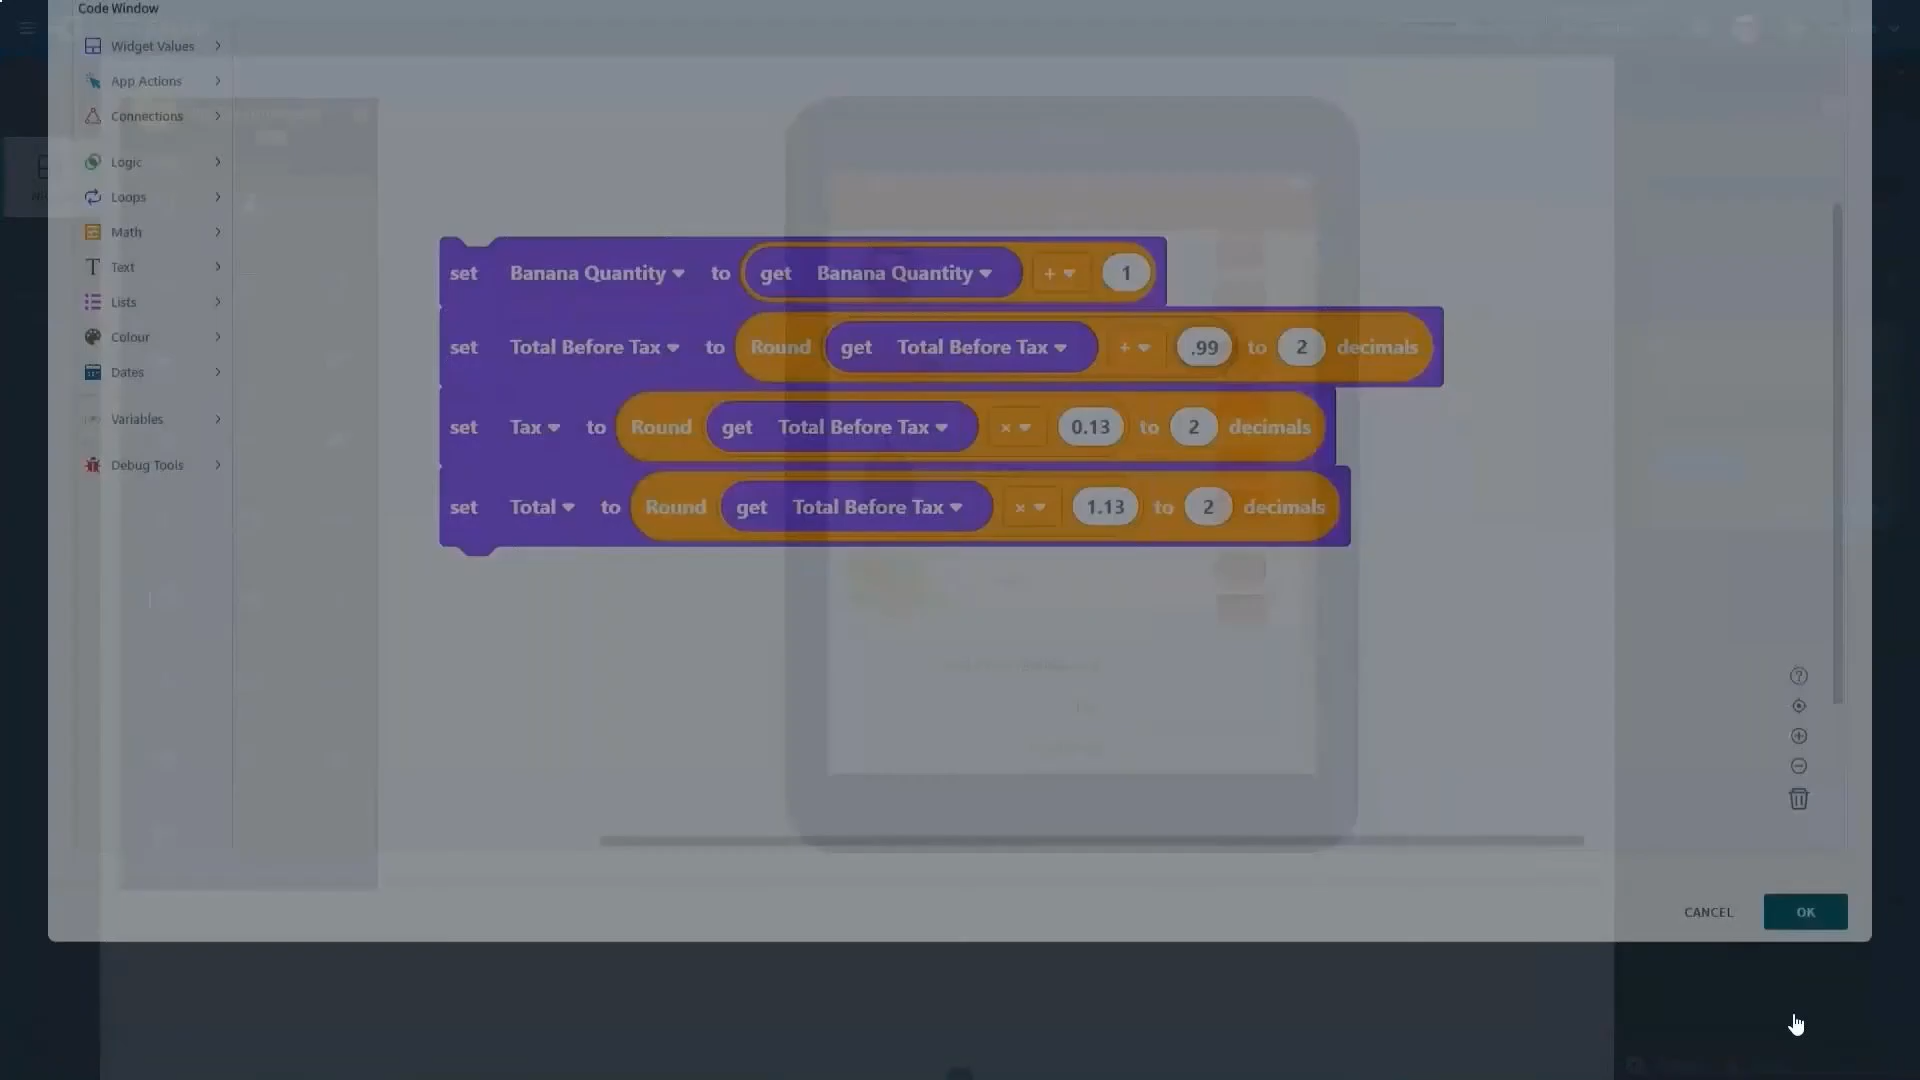 Code Window
Widget Values
App Actions
Connections
Logic
Loops
Math
Text
Lists
Colour
Dates
Variables
Debug Tools
set Banana Quantity to get Banana Quantity + 1
set Total Before Tax to Round get Total Before Tax + .99 to 2 decimals
set Tax to Round get Total Before Tax × 0.13 to 2 decimals
set Total to Round get Total Before Tax × 1.13 to 2 decimals
CANCEL OK